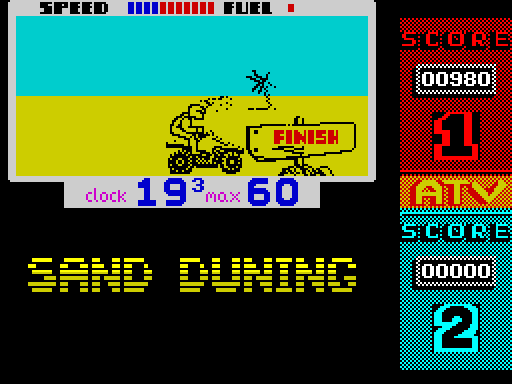 SPEED FUEL
FINISH
clock 19³ max 60
SAND DUNING
SCORE
00980
1
ATV
SCORE
00000
2